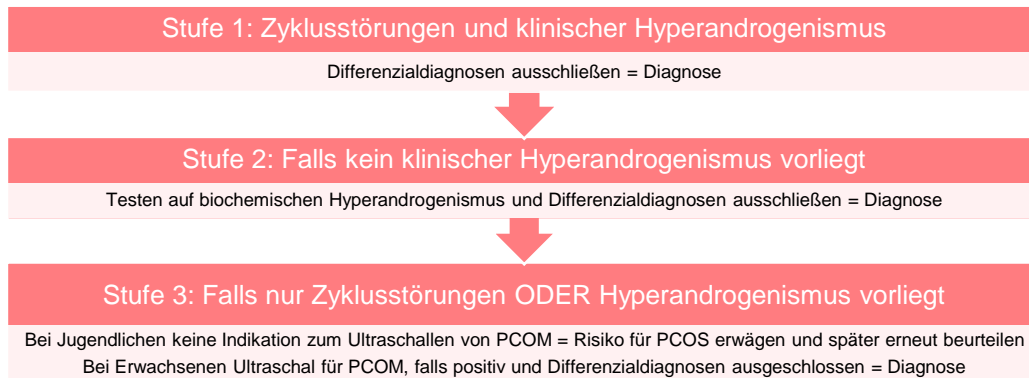 Stufe 1: Zyklusstörungen und klinischer Hyperandrogenismus
Differenzialdiagnosen ausschließen = Diagnose
Stufe 2: Falls kein klinischer Hyperandrogenismus vorliegt
Testen auf biochemischen Hyperandrogenismus und Differenzialdiagnosen ausschließen = Diagnose
Stufe 3: Falls nur Zyklusstörungen ODER Hyperandrogenismus vorliegt
Bei Jugendlichen keine Indikation zum Ultraschallen von PCOM = Risiko für PCOS erwägen und später erneut beurteilen
Bei Erwachsenen Ultraschal für PCOM, falls positiv und Differenzialdiagnosen ausgeschlossen = Diagnose